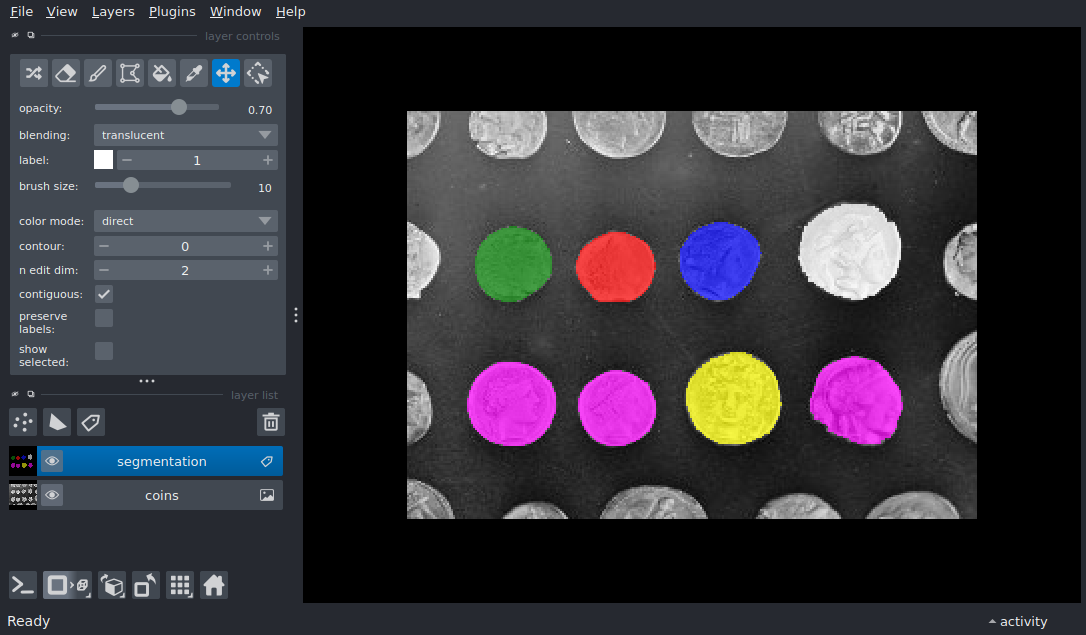 File View Layers Plugins Window Help
layer controls
opacity: 0.70
blending: translucent
label: 1
brush size: 10
color mode: direct
contour: 0
n edit dim: 2
contiguous:
preserve
labels:
show
selected:
layer list
segmentation
coins
Ready
activity